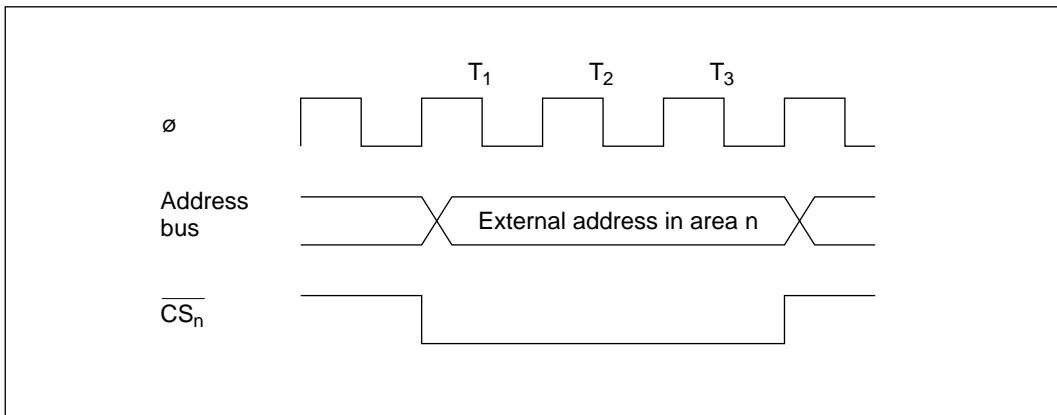 T1 T2 T3
ø
Address
bus
External address in area n
CSn